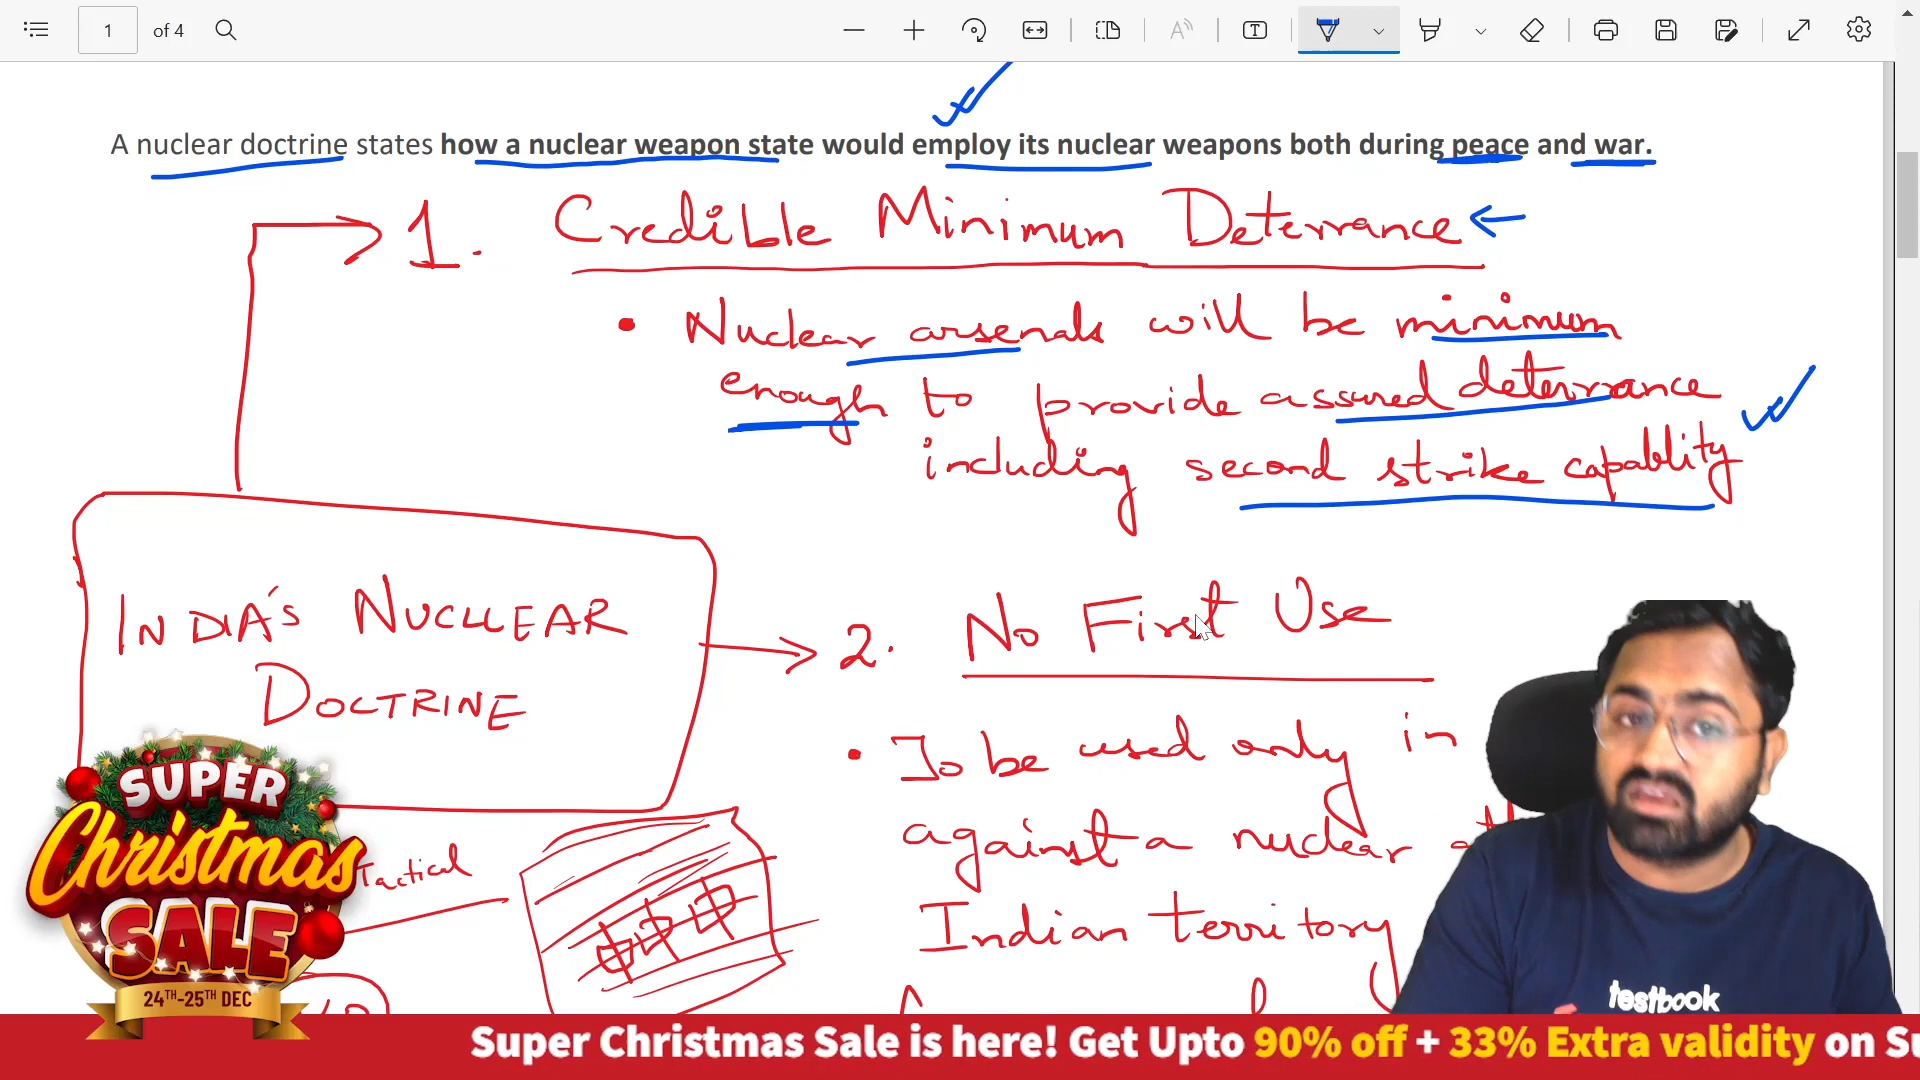 1 of 4
A nuclear doctrine states how a nuclear weapon state would employ its nuclear weapons both during peace and war.
1. Credible Minimum Deterrance
• Nuclear arsenals will be minimum
enough to provide assured deterrance
including second strike capablity
INDIA'S NUCLEAR
DOCTRINE
2. No First Use
• To be used only in
against a nuclear
Indian territory
Tactical
SUPER
Christmas
SALE
24TH-25TH DEC
testbook
Super Christmas Sale is here! Get Upto 90% off + 33% Extra validity on Su